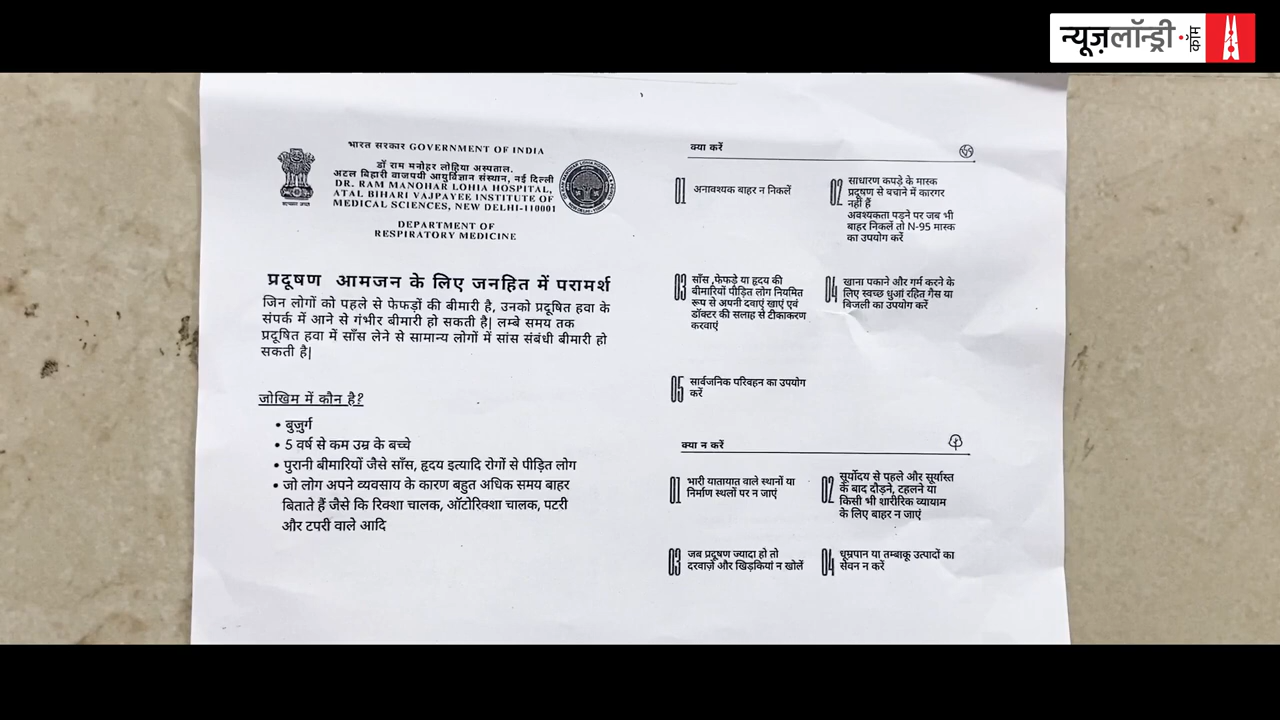 न्यूज़लॉन्ड्री.कॉम
भारत सरकार GOVERNMENT OF INDIA
डॉ राम मनोहर लोहिया अस्पताल.
अटल बिहारी वाजपयी आयुर्विज्ञान संस्थान, नई दिल्ली
DR. RAM MANOHAR LOHIA HOSPITAL,
ATAL BIHARI VAJPAYEE INSTITUTE OF
MEDICAL SCIENCES, NEW DELHI-110001
DEPARTMENT OF
RESPIRATORY MEDICINE
प्रदूषण आमजन के लिए जनहित में परामर्श
जिन लोगों को पहले से फेफड़ों की बीमारी है, उनको प्रदूषित हवा के
संपर्क में आने से गंभीर बीमारी हो सकती है| लम्बे समय तक
प्रदूषित हवा में साँस लेने से सामान्य लोगों में सांस संबंधी बीमारी हो
सकती है|
जोखिम में कौन है?
• बुजुर्ग
• 5 वर्ष से कम उम्र के बच्चे
• पुरानी बीमारियों जैसे साँस, हृदय इत्यादि रोगों से पीड़ित लोग
• जो लोग अपने व्यवसाय के कारण बहुत अधिक समय बाहर
बिताते हैं जैसे कि रिक्शा चालक, ऑटोरिक्शा चालक, पटरी
और टपरी वाले आदि
क्या करें
01 अनावश्यक बाहर न निकलें
02 साधारण कपड़े के मास्क
प्रदूषण से बचाने में कारगर
नहीं हैं
अवश्यकता पड़ने पर जब भी
बाहर निकलें तो N-95 मास्क
का उपयोग करें
03 साँस ,फेफड़े या हृदय की
बीमारियों पीड़ित लोग नियमित
रूप से अपनी दवाएं खाएं एवं
डॉक्टर की सलाह से टीकाकरण
करवाएं
04 खाना पकाने और गर्म करने के
लिए स्वच्छ धुआं रहित गैस या
बिजली का उपयोग करें
05 सार्वजनिक परिवहन का उपयोग
करें
क्या न करें
01 भारी यातायात वाले स्थानों या
निर्माण स्थलों पर न जाएं
02 सूर्योदय से पहले और सूर्यास्त
के बाद दौड़ने, टहलने या
किसी भी शारीरिक व्यायाम
के लिए बाहर न जाएं
03 जब प्रदूषण ज्यादा हो तो
दरवाज़े और खिड़कियां न खोलें
04 धूम्रपान या तम्बाकू उत्पादों का
सेवन न करें